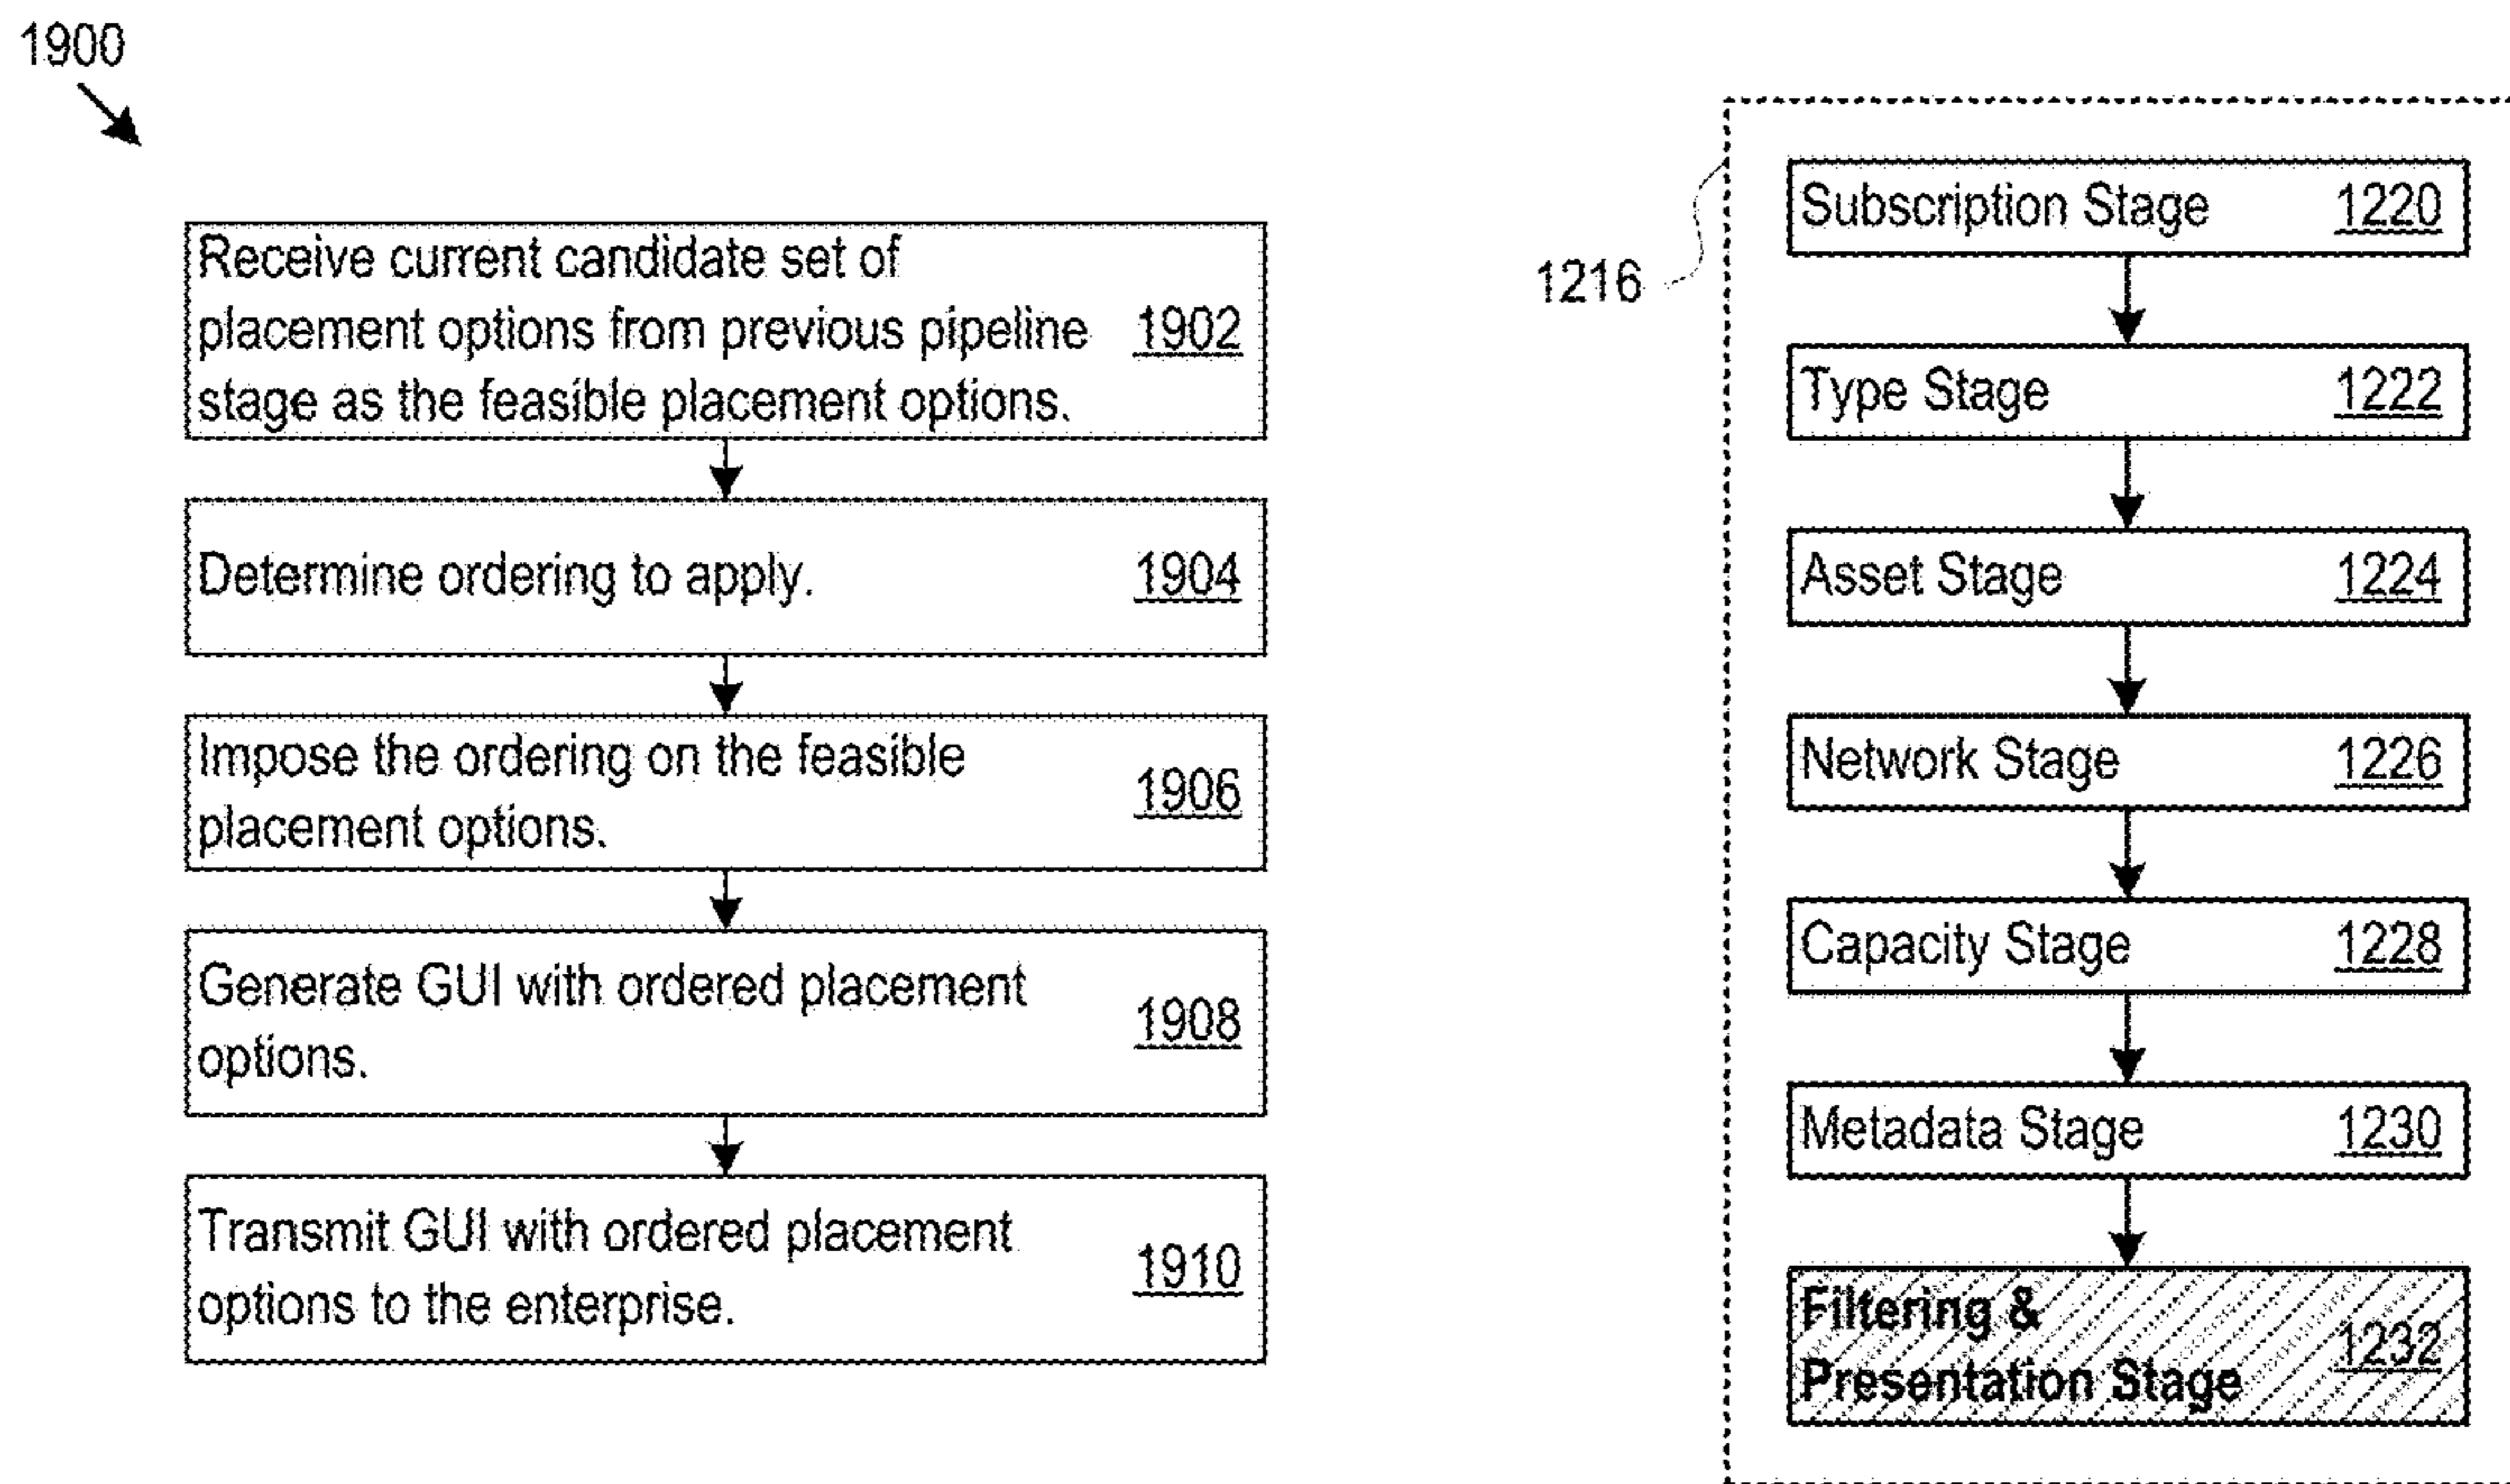 1900
Receive current candidate set of
placement options from previous pipeline 1902
stage as the feasible placement options.
Determine ordering to apply. 1904
Impose the ordering on the feasible
placement options. 1906
Generate GUI with ordered placement
options. 1908
Transmit GUI with ordered placement
options to the enterprise. 1910
1216
Subscription Stage 1220
Type Stage 1222
Asset Stage 1224
Network Stage 1226
Capacity Stage 1228
Metadata Stage 1230
Filtering &
Presentation Stage 1232